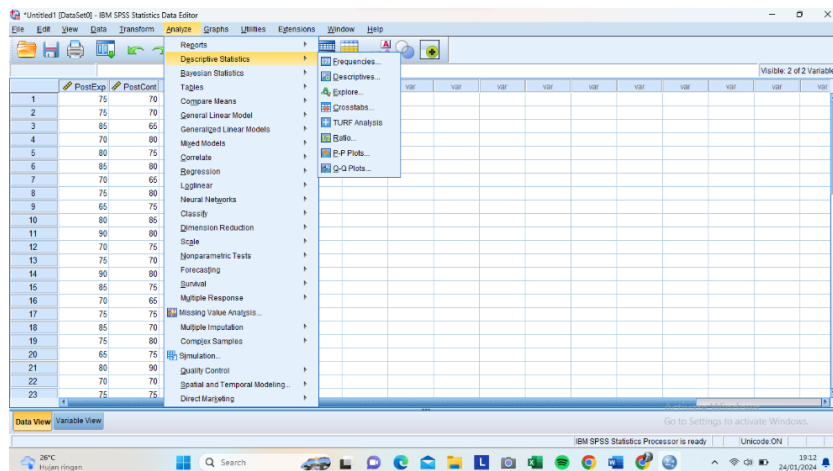 *Untitled1 [DataSet0] - IBM SPSS Statistics Data Editor
File Edit View Data Transform Analyze Graphs Utilities Extensions Window Help
Visible: 2 of 2 Variable
PostExp PostCont var var var var var var var var var
1 75 70
2 75 70
3 85 65
4 70 80
5 80 75
6 85 80
7 70 65
8 75 80
9 65 75
10 80 85
11 90 80
12 70 75
13 70 75
14 90 80
15 85 75
16 70 65
17 75 75
18 85 70
19 75 80
20 65 75
21 80 90
22 70 70
23 75 75
Reports
Descriptive Statistics
Bayesian Statistics
Tables
Compare Means
General Linear Model
Generalized Linear Models
Mixed Models
Correlate
Regression
Loglinear
Neural Networks
Classify
Dimension Reduction
Scale
Nonparametric Tests
Forecasting
Survival
Multiple Response
Missing Value Analysis...
Multiple Imputation
Complex Samples
Simulation...
Quality Control
Spatial and Temporal Modeling...
Direct Marketing
Frequencies...
Descriptives...
Explore...
Crosstabs...
TURF Analysis
Ratio...
P-P Plots...
Q-Q Plots...
Data View Variable View
Go to Settings to activate Windows.
IBM SPSS Statistics Processor is ready Unicode:ON
26°C
Hujan ringan
Search
19:12
24/01/2024